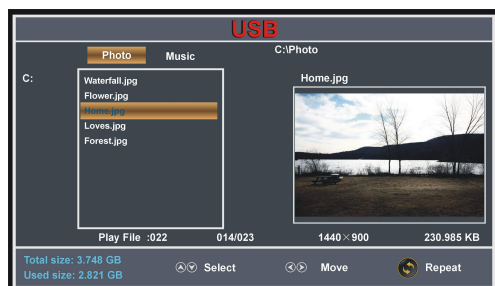 USB
Photo Music C:\Photo
C: Home.jpg
Waterfall.jpg
Flower.jpg
Home.jpg
Loves.jpg
Forest.jpg
Play File :022 014/023 1440×900 230.985 KB
Total size: 3.748 GB
Used size: 2.821 GB
Select Move Repeat